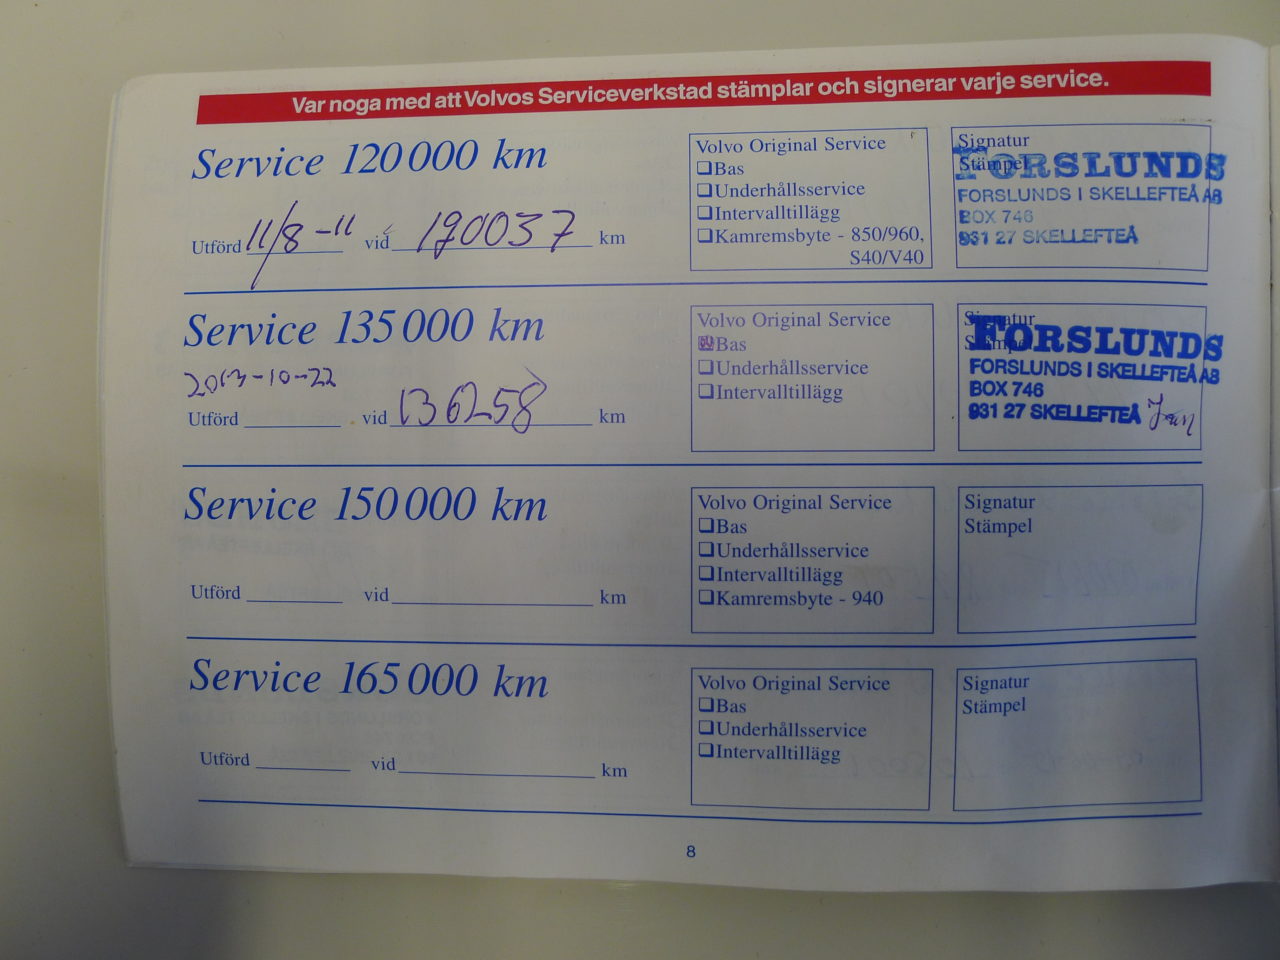 Var noga med att Volvos Serviceverkstad stämplar och signerar varje service.
Service 120 000 km
Utförd 11/8-11 vid 120037 km
Volvo Original Service
❏Bas
❏Underhållsservice
❏Intervalltillägg
❏Kamremsbyte - 850/960,
S40/V40
Signatur
Stämpel
FORSLUNDS
FORSLUNDS I SKELLEFTEÅ AB
BOX 746
931 27 SKELLEFTEÅ
Service 135 000 km
2013-10-22
Utförd vid 136258 km
Volvo Original Service
☒Bas
❏Underhållsservice
❏Intervalltillägg
Signatur
Stämpel
FORSLUNDS
FORSLUNDS I SKELLEFTEÅ AB
BOX 746
931 27 SKELLEFTEÅ
Service 150 000 km
Utförd vid km
Volvo Original Service
❏Bas
❏Underhållsservice
❏Intervalltillägg
❏Kamremsbyte - 940
Signatur
Stämpel
Service 165 000 km
Utförd vid km
Volvo Original Service
❏Bas
❏Underhållsservice
❏Intervalltillägg
Signatur
Stämpel
8